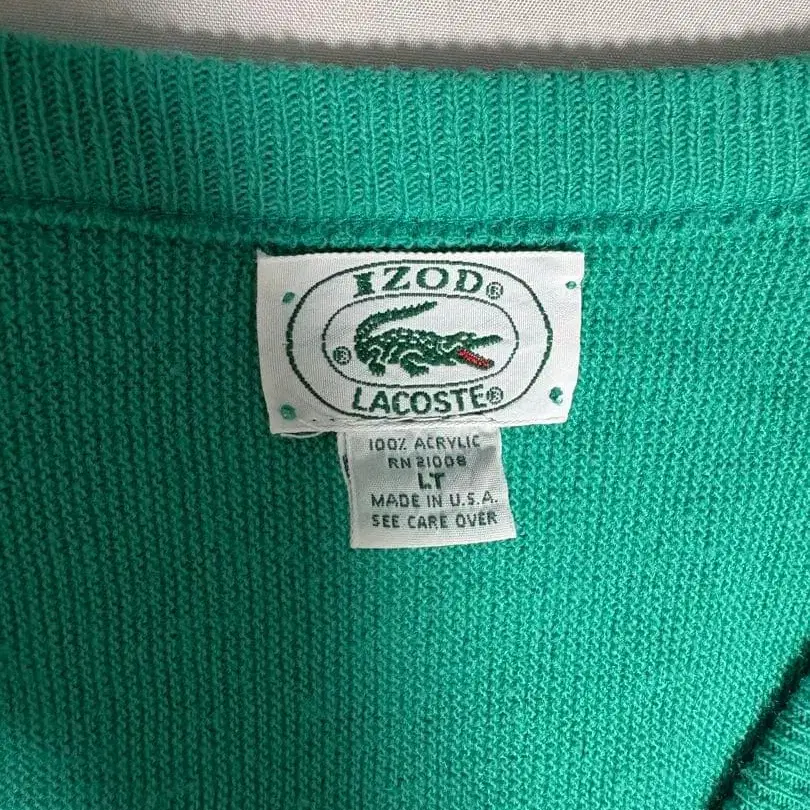 IZOD®
®
LACOSTE®
100% ACRYLIC
RN 21008
LT
MADE IN U.S.A.
SEE CARE OVER